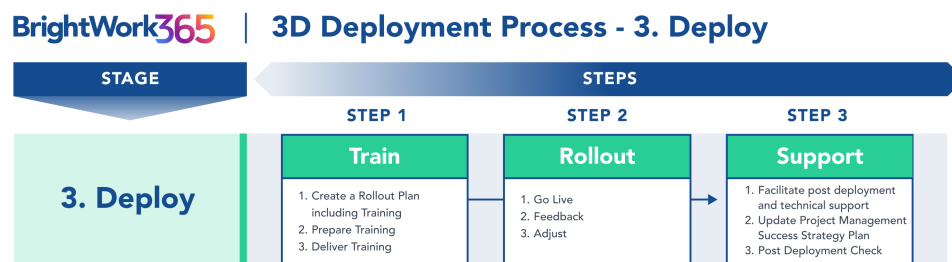 BrightWork365
3D Deployment Process - 3. Deploy
STAGE
STEPS
STEP 1
STEP 2
STEP 3
3. Deploy
Train
1. Create a Rollout Plan
including Training
2. Prepare Training
3. Deliver Training
Rollout
1. Go Live
2. Feedback
3. Adjust
Support
1. Facilitate post deployment
and technical support
2. Update Project Management
Success Strategy Plan
3. Post Deployment Check